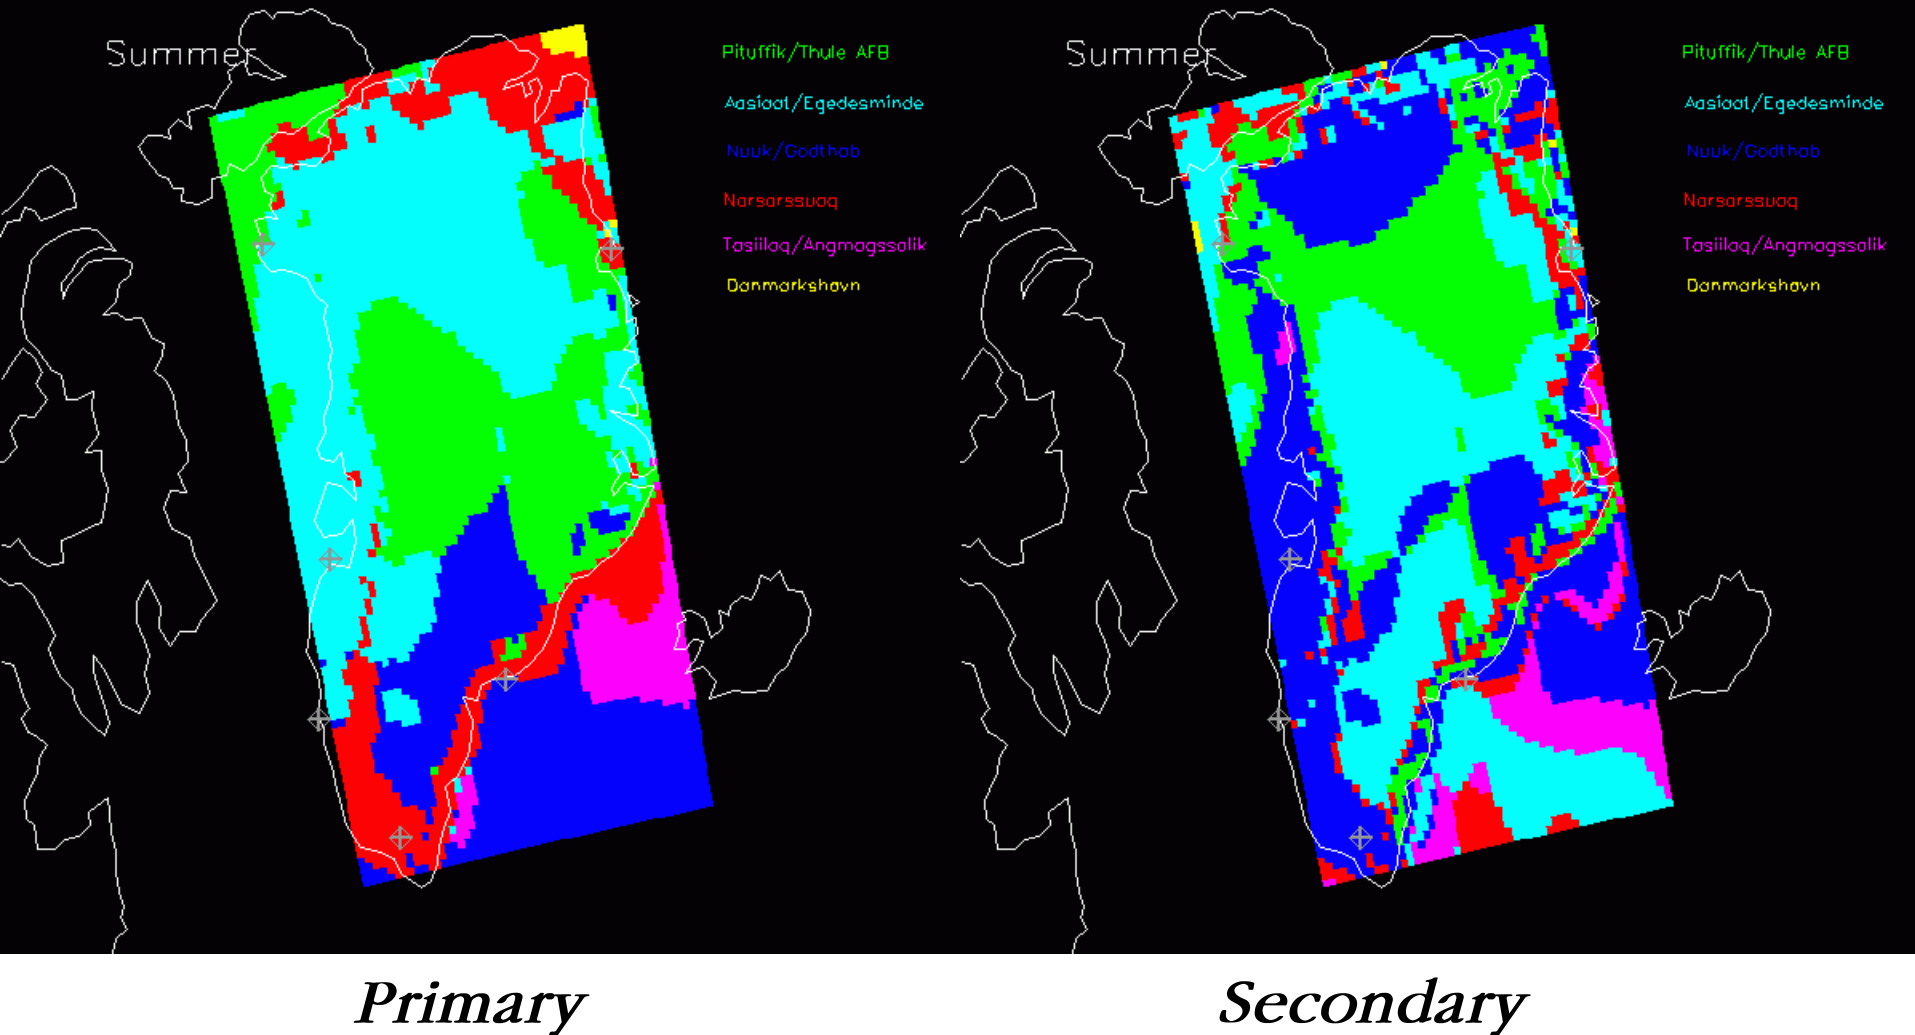 Summer
Pituffik/Thule AFB
Aasiaat/Egedesminde
Nuuk/Godthab
Narsarssuaq
Tasiilaq/Angmagssalik
Danmarkshavn
Summer
Pituffik/Thule AFB
Aasiaat/Egedesminde
Nuuk/Godthab
Narsarssuaq
Tasiilaq/Angmagssalik
Danmarkshavn
Primary
Secondary